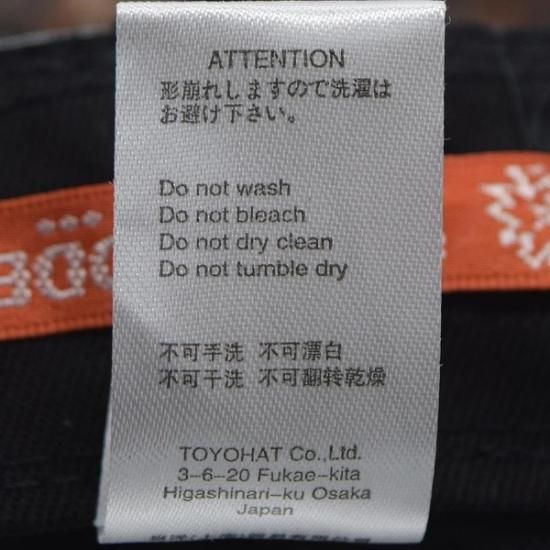 ATTENTION
形崩れしますので洗濯は
お避け下さい。
Do not wash
Do not bleach
Do not dry clean
Do not tumble dry
不可手洗 不可漂白
不可干洗 不可翻转乾燥
TOYOHAT Co.,Ltd.
3-6-20 Fukae-kita
Higashinari-ku Osaka
Japan